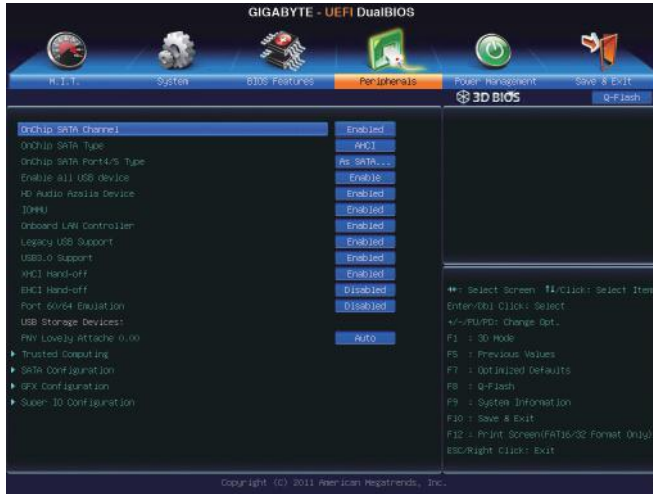 GIGABYTE - UEFI DualBIOS
M.I.T.
System
BIOS Features
Peripherals
Power Management
Save & Exit
3D BIOS
Q-Flash
OnChip SATA Channel Enabled
OnChip SATA Type AHCI
OnChip SATA Port4/5 Type As SATA...
Enable all USB device Enable
HD Audio Azalia Device Enabled
IOMMU Enabled
Onboard LAN Controller Enabled
Legacy USB Support Enabled
USB3.0 Support Enabled
XHCI Hand-off Enabled
EHCI Hand-off Disabled
Port 60/64 Emulation Disabled
USB Storage Devices:
PNY Lovely Attache 0.00 Auto
Trusted Computing
SATA Configuration
GFX Configuration
Super IO Configuration
↔: Select Screen ↑↓/Click: Select Item
Enter/Dbl Click: Select
+/-/PU/PD: Change Opt.
F1 : 3D Mode
F5 : Previous Values
F7 : Optimized Defaults
F8 : Q-Flash
F9 : System Information
F10 : Save & Exit
F12 : Print Screen(FAT16/32 Format Only)
ESC/Right Click: Exit
Copyright (C) 2011 American Megatrends, Inc.